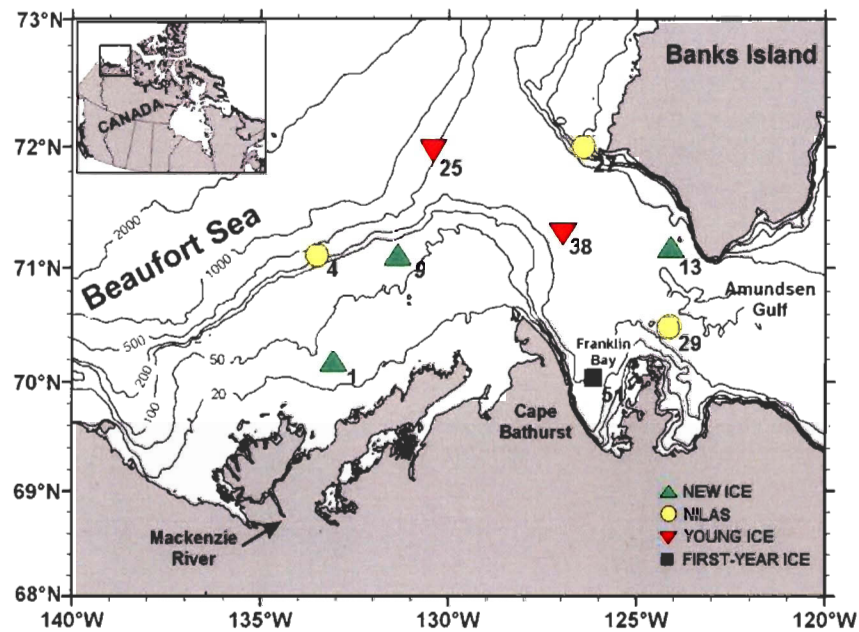 73°N
72°N
71°N
70°N
69°N
68°N
140°W
135°W
130°W
125°W
120°W
CANADA
Banks Island
Beaufort Sea
2000
1000
500
200
100
50
20
25
38
4
9
13
29
1
Amundsen
Gulf
Franklin
Bay
Cape
Bathurst
Mackenzie
River
NEW ICE
NILAS
YOUNG ICE
FIRST-YEAR ICE